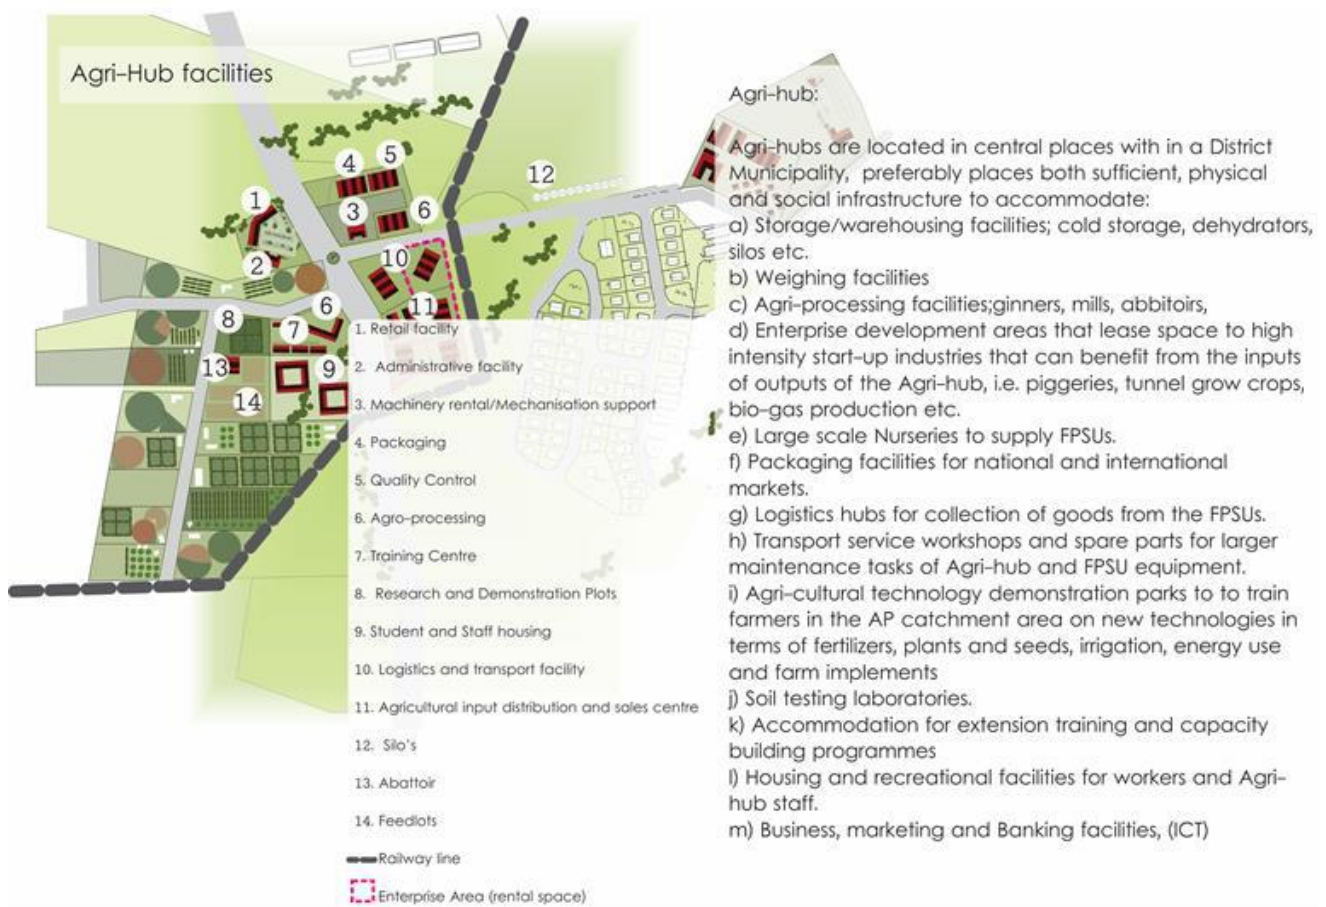 Agri-Hub facilities
5
4
12
1
3
6
10
2
6
11
8
7
13
9
14
1. Retail facility
2. Administrative facility
3. Machinery rental/Mechanisation support
4. Packaging
5. Quality Control
6. Agro-processing
7. Training Centre
8. Research and Demonstration Plots
9. Student and Staff housing
10. Logistics and transport facility
11. Agricultural input distribution and sales centre
12. Silo's
13. Abattoir
14. Feedlots
Railway line
Enterprise Area (rental space)
Agri-hub:
Agri-hubs are located in central places with in a District
Municipality, preferably places both sufficient, physical
and social infrastructure to accommodate:
a) Storage/warehousing facilities; cold storage, dehydrators,
silos etc.
b) Weighing facilities
c) Agri-processing facilities;ginners, mills, abbitoirs,
d) Enterprise development areas that lease space to high
intensity start-up industries that can benefit from the inputs
of outputs of the Agri-hub, i.e. piggeries, tunnel grow crops,
bio-gas production etc.
e) Large scale Nurseries to supply FPSUs.
f) Packaging facilities for national and international
markets.
g) Logistics hubs for collection of goods from the FPSUs.
h) Transport service workshops and spare parts for larger
maintenance tasks of Agri-hub and FPSU equipment.
i) Agri-cultural technology demonstration parks to to train
farmers in the AP catchment area on new technologies in
terms of fertilizers, plants and seeds, irrigation, energy use
and farm implements
j) Soil testing laboratories.
k) Accommodation for extension training and capacity
building programmes
l) Housing and recreational facilities for workers and Agri-
hub staff.
m) Business, marketing and Banking facilities, (ICT)